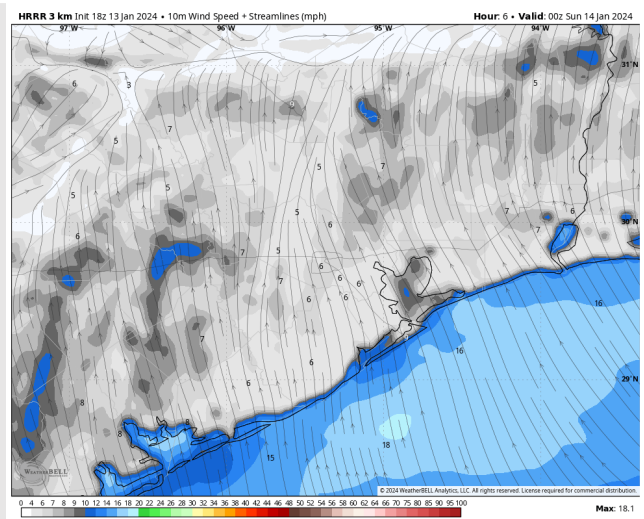 HRRR 3 km Init 18z 13 Jan 2024 • 10m Wind Speed + Streamlines (mph) Hour: 6 • Valid: 00z Sun 14 Jan 2024
97°W 96°W 95°W 94°W
31°N
6 3 5
9
5 7
5 7
5 5
5 7 6
6 6 7
30°N
7 5
7 6
6 6
6 6
16
7 9
16
6
6 29°N
8
8 8
18
15
WEATHERBELL
© 2024 WeatherBELL Analytics, LLC. All rights reserved. License required for commercial distribution.
0 4 6 7 8 9 10 12 14 16 18 20 22 24 26 28 30 32 34 36 38 40 42 44 46 48 50 52 54 56 58 60 62 64 66 70 75 80 85 90 95 100
Max: 18.1